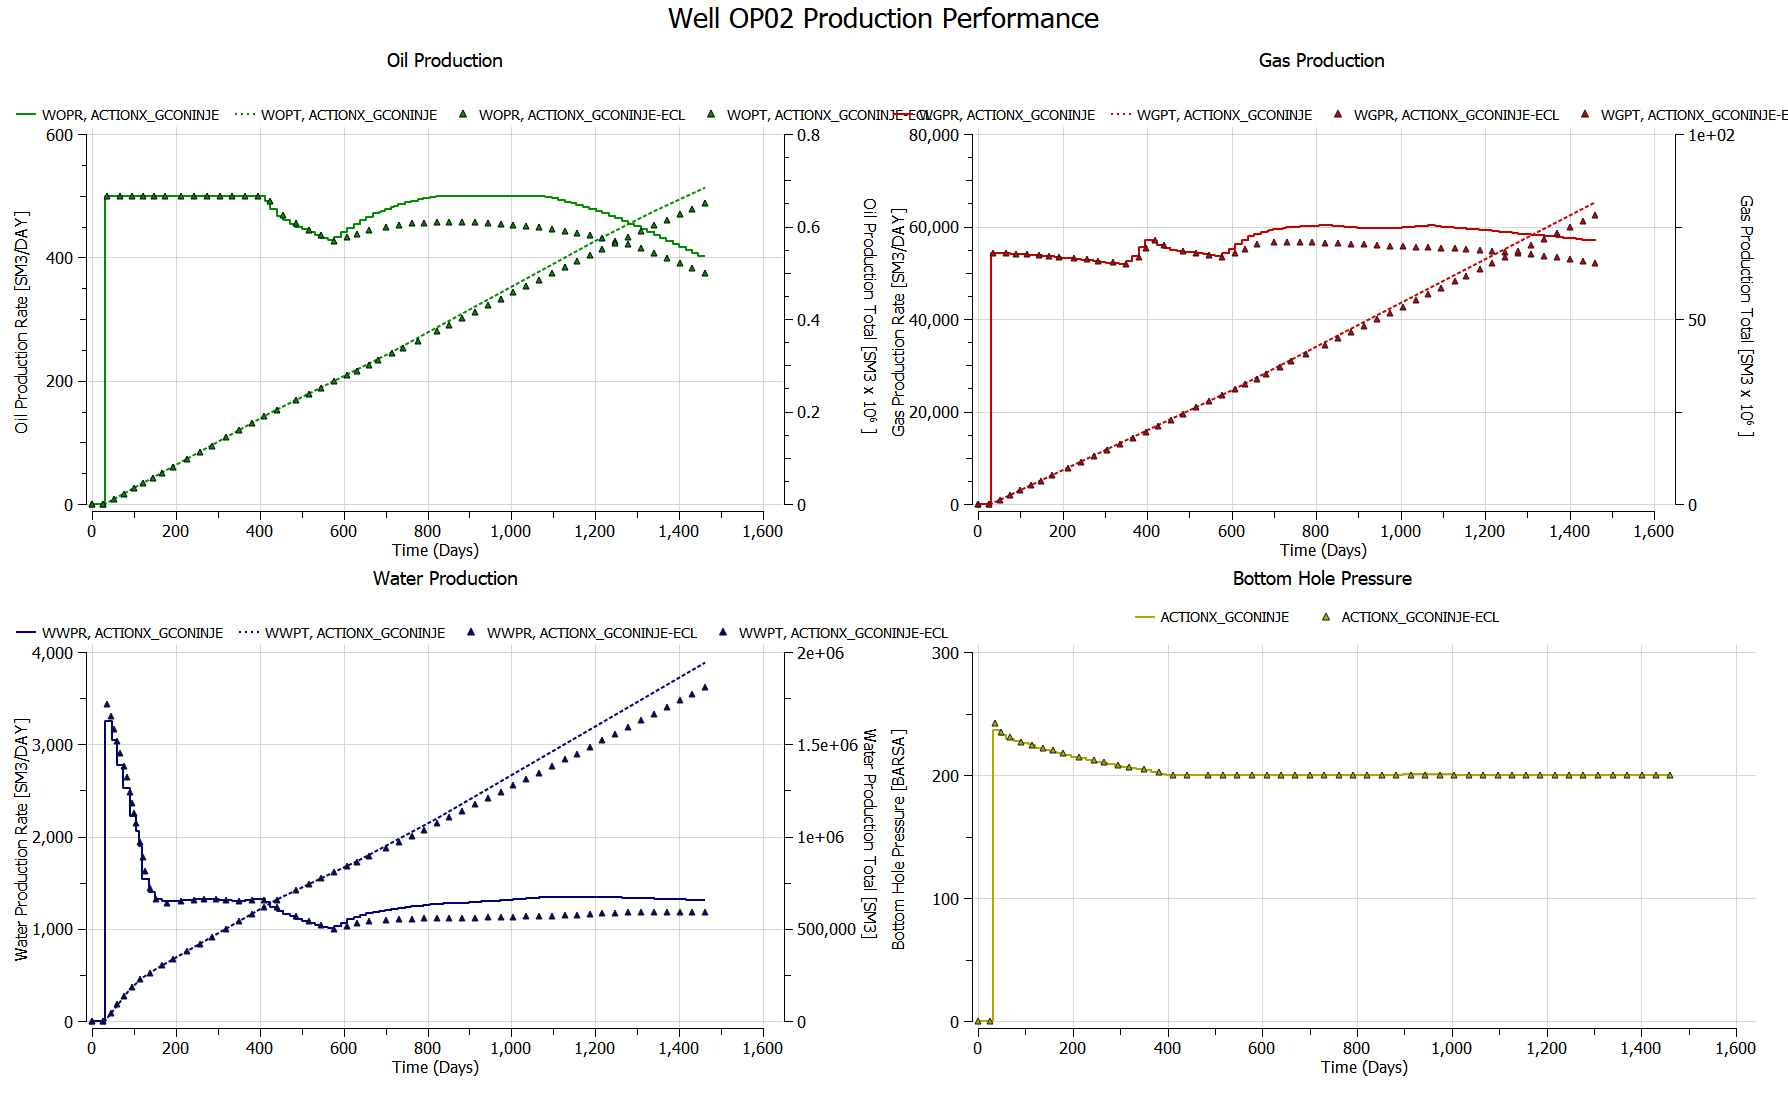 Well OP02 Production Performance
Oil Production
WOPR, ACTIONX_GCONINJE
WOPT, ACTIONX_GCONINJE
WOPR, ACTIONX_GCONINJE-ECL
WOPT, ACTIONX_GCONINJE-ECL
Oil Production Rate [SM3/DAY]
600
400
200
0
0.8
0.6
0.4
0.2
0
Oil Production Total [SM3 x 10⁶ ]
0 200 400 600 800 1,000 1,200 1,400 1,600
Time (Days)
Gas Production
WGPR, ACTIONX_GCONINJE
WGPT, ACTIONX_GCONINJE
WGPR, ACTIONX_GCONINJE-ECL
WGPT, ACTIONX_GCONINJE-E
Gas Production Rate [SM3/DAY]
80,000
60,000
40,000
20,000
0
1e+02
50
0
Gas Production Total [SM3 x 10⁶ ]
0 200 400 600 800 1,000 1,200 1,400 1,600
Time (Days)
Water Production
WWPR, ACTIONX_GCONINJE
WWPT, ACTIONX_GCONINJE
WWPR, ACTIONX_GCONINJE-ECL
WWPT, ACTIONX_GCONINJE-ECL
Water Production Rate [SM3/DAY]
4,000
3,000
2,000
1,000
0
2e+06
1.5e+06
1e+06
500,000
0
Water Production Total [SM3]
0 200 400 600 800 1,000 1,200 1,400 1,600
Time (Days)
Bottom Hole Pressure
ACTIONX_GCONINJE
ACTIONX_GCONINJE-ECL
Bottom Hole Pressure [BARSA]
300
200
100
0
0 200 400 600 800 1,000 1,200 1,400 1,600
Time (Days)